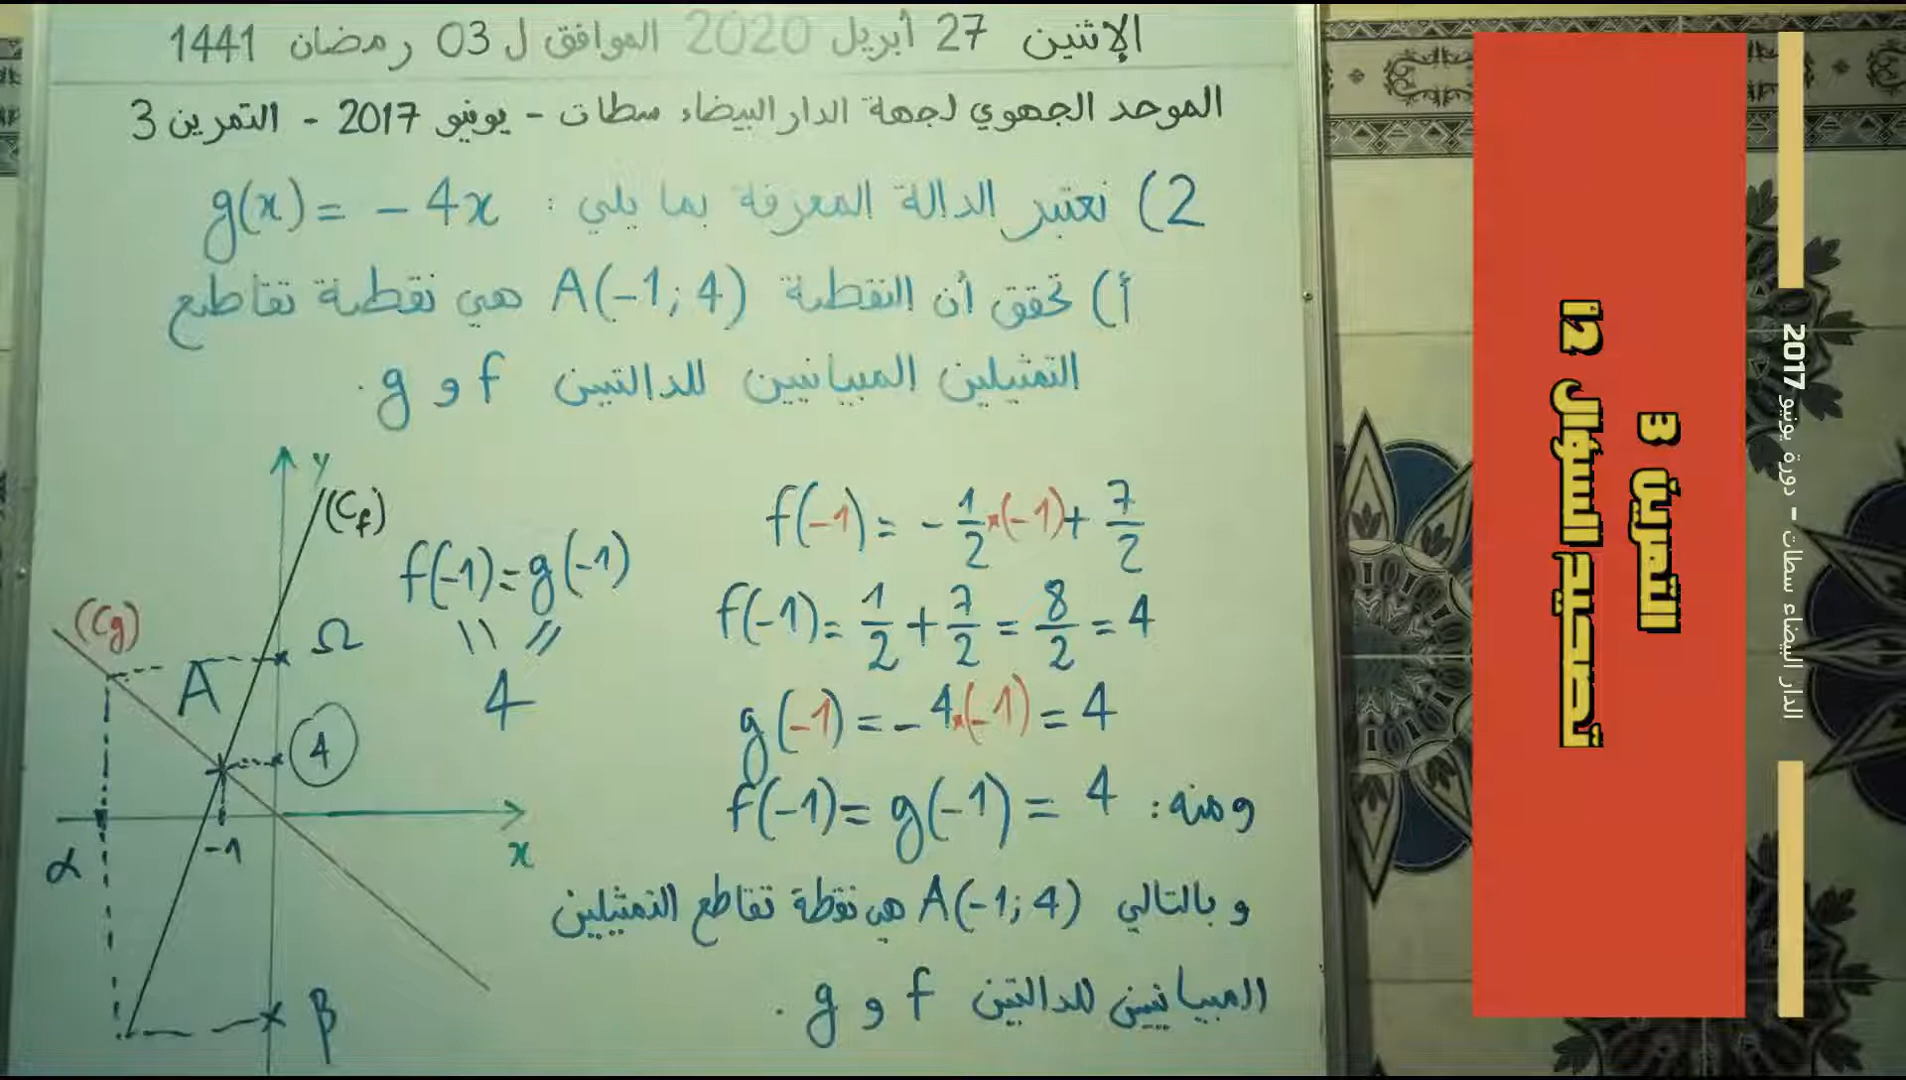 الإثنين 27 أبريل 2020 الموافق ل 03 رمضان 1441
الموحد الجهوي لجهة الدار البيضاء سطات - يونيو 2017 - التمرين 3
2) نعتبر الدالة المعرفة بما يلي : g(x) = - 4x
أ) تحقق أن النقطة A(-1; 4) هي نقطة تقاطع
التمثيلين المبيانيين للدالتين f و g .
f(-1) = - 1/2 × (-1) + 7/2
f(-1) = 1/2 + 7/2 = 8/2 = 4
g(-1) = - 4 × (-1) = 4
ومنه : f(-1) = g(-1) = 4
و بالتالي A(-1; 4) هي نقطة تقاطع التمثيليين
المبيانيين للدالتين f و g .
y
(Cf)
f(-1) = g(-1)
(Cg)
Ω
A
4
4
-1
x
α
β
التمرين 3
تصحيح السؤال 2أ
الدار البيضاء سطات - دورة يونيو 2017